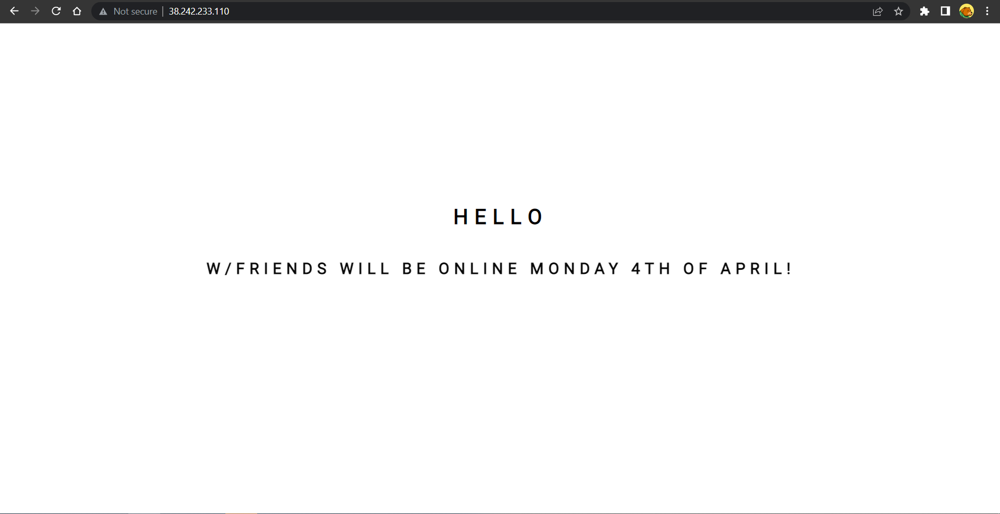 Not secure | 38.242.233.110
HELLO
W/FRIENDS WILL BE ONLINE MONDAY 4TH OF APRIL!